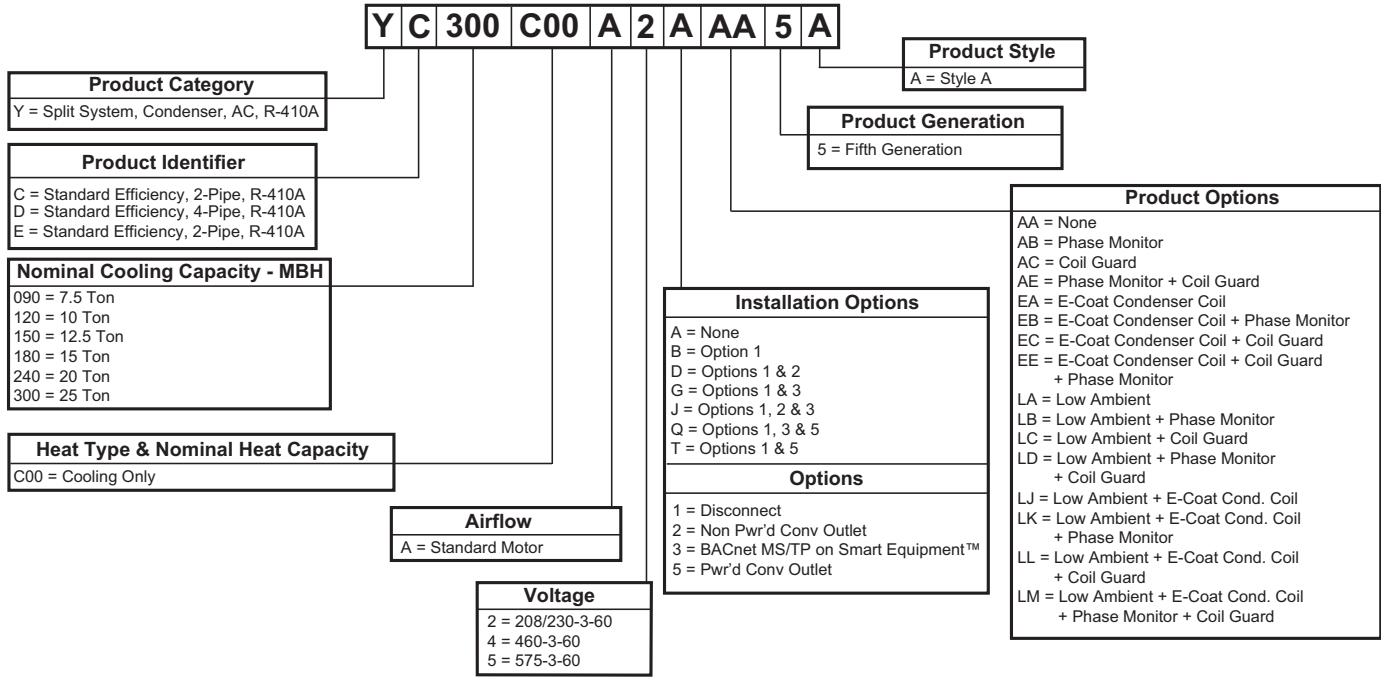 Y C 300 C00 A 2 A AA 5 A
Product Category
Y = Split System, Condenser, AC, R-410A
Product Identifier
C = Standard Efficiency, 2-Pipe, R-410A
D = Standard Efficiency, 4-Pipe, R-410A
E = Standard Efficiency, 2-Pipe, R-410A
Nominal Cooling Capacity - MBH
090 = 7.5 Ton
120 = 10 Ton
150 = 12.5 Ton
180 = 15 Ton
240 = 20 Ton
300 = 25 Ton
Heat Type & Nominal Heat Capacity
C00 = Cooling Only
Airflow
A = Standard Motor
Voltage
2 = 208/230-3-60
4 = 460-3-60
5 = 575-3-60
Installation Options
A = None
B = Option 1
D = Options 1 & 2
G = Options 1 & 3
J = Options 1, 2 & 3
Q = Options 1, 3 & 5
T = Options 1 & 5
Options
1 = Disconnect
2 = Non Pwr'd Conv Outlet
3 = BACnet MS/TP on Smart Equipment™
5 = Pwr'd Conv Outlet
Product Style
A = Style A
Product Generation
5 = Fifth Generation
Product Options
AA = None
AB = Phase Monitor
AC = Coil Guard
AE = Phase Monitor + Coil Guard
EA = E-Coat Condenser Coil
EB = E-Coat Condenser Coil + Phase Monitor
EC = E-Coat Condenser Coil + Coil Guard
EE = E-Coat Condenser Coil + Coil Guard
+ Phase Monitor
LA = Low Ambient
LB = Low Ambient + Phase Monitor
LC = Low Ambient + Coil Guard
LD = Low Ambient + Phase Monitor
+ Coil Guard
LJ = Low Ambient + E-Coat Cond. Coil
LK = Low Ambient + E-Coat Cond. Coil
+ Phase Monitor
LL = Low Ambient + E-Coat Cond. Coil
+ Coil Guard
LM = Low Ambient + E-Coat Cond. Coil
+ Phase Monitor + Coil Guard